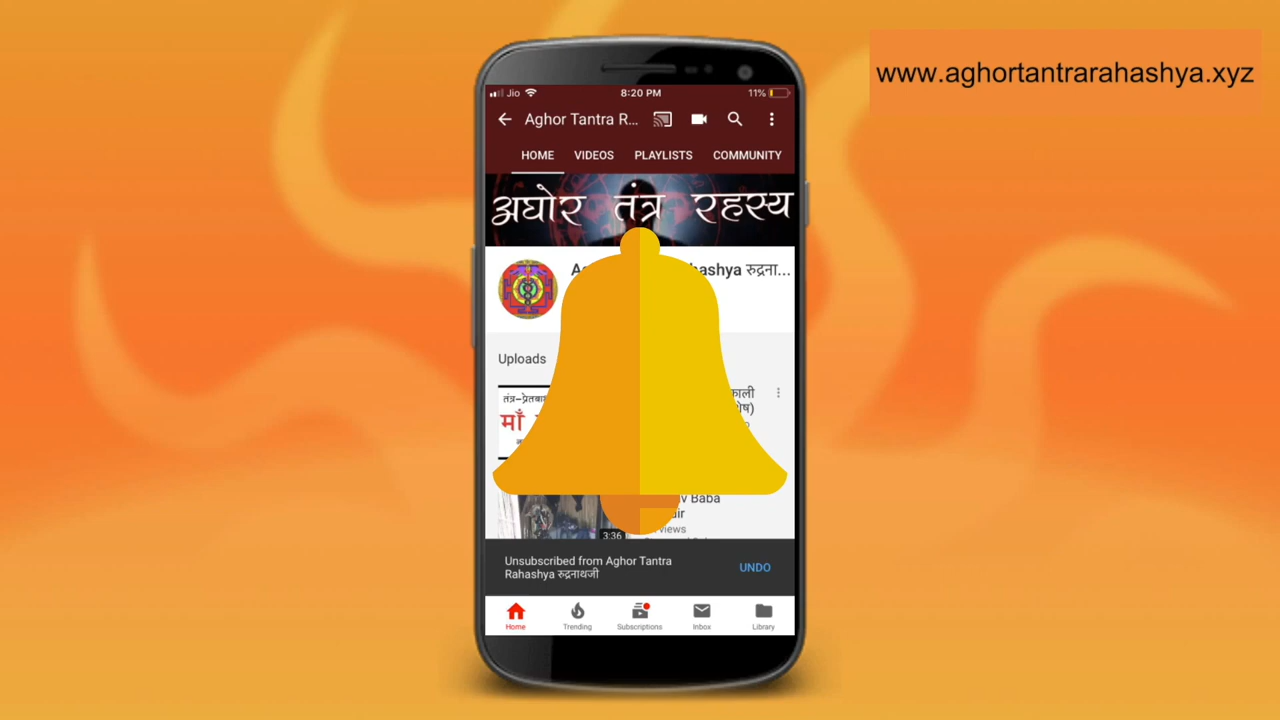 www.aghortantrarahashya.xyz
Jio 8:20 PM 11%
Aghor Tantra R...
HOME VIDEOS PLAYLISTS COMMUNITY
अघोर तंत्र रहस्य
रुद्रना...
Uploads
तंत्र-प्रेतबा
माँ
3:36
Baba
views
Unsubscribed from Aghor Tantra
Rahashya रुद्रनाथजी
UNDO
Home Trending Subscriptions Inbox Library